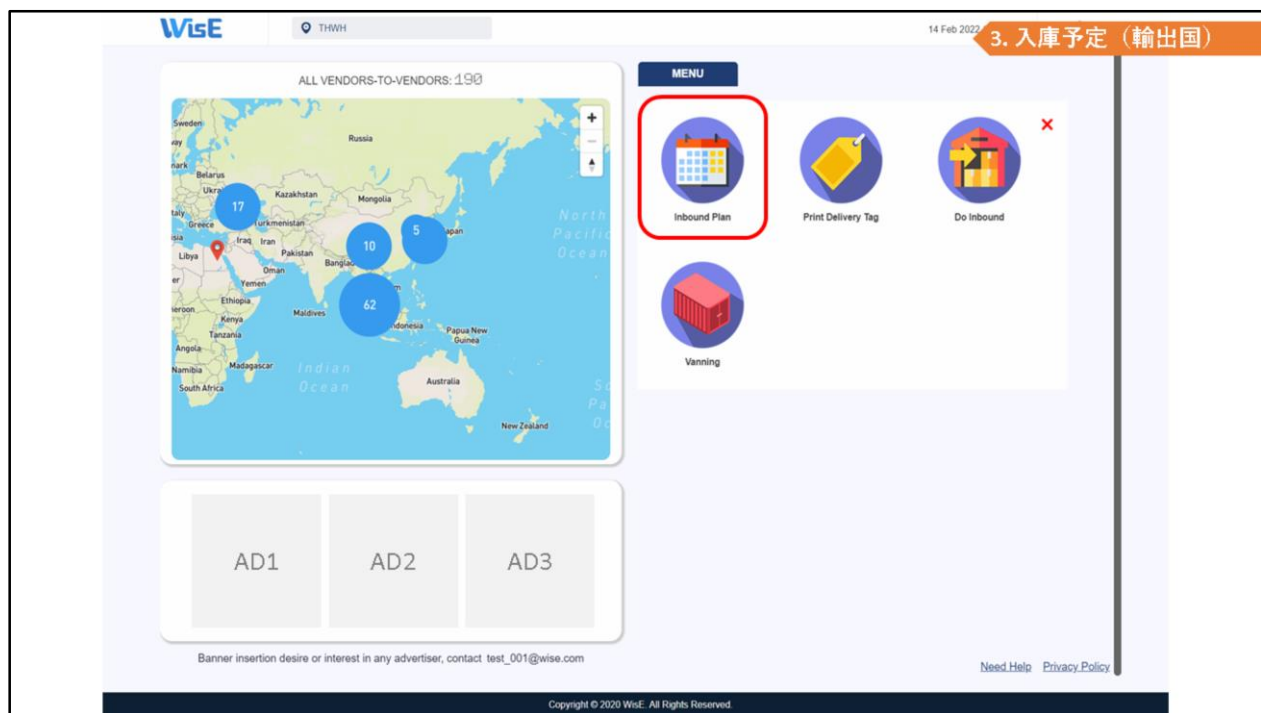 WisE
THWH
14 Feb 2022
3. 入庫予定（輸出国）
ALL VENDORS-TO-VENDORS: 190
MENU
Sweden
Russia
Belarus
Kazakhstan
Mongolia
17
Greece
Iraq
Iran
Pakistan
10
5
North
Pacific
Ocean
Libya
Oman
Yemen
Ethiopia
Maldives
62
Kenya
Tanzania
Papua New
Guinea
Angola
Namibia
Madagascar
South Africa
Indian
Ocean
Australia
New Zealand
Inbound Plan
Print Delivery Tag
Do Inbound
Vanning
AD1 AD2 AD3
Banner insertion desire or interest in any advertiser, contact test_001@wise.com
Need Help Privacy Policy
Copyright © 2020 WisE. All Rights Reserved.